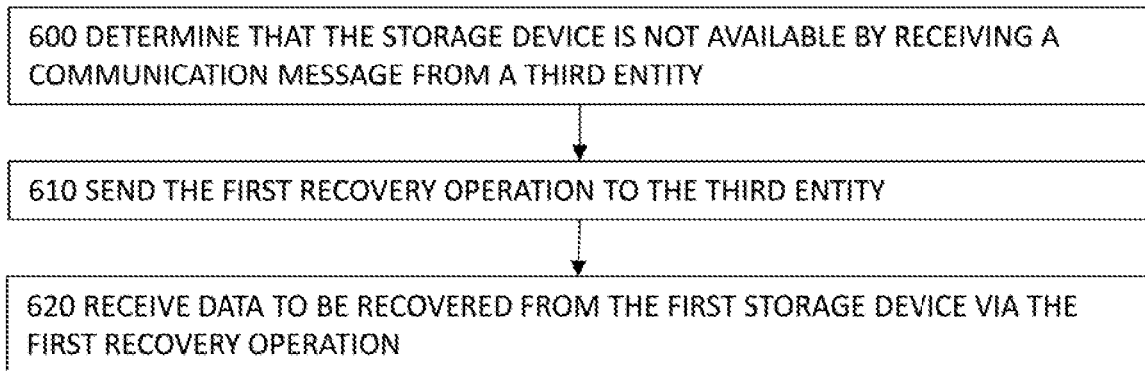 600 DETERMINE THAT THE STORAGE DEVICE IS NOT AVAILABLE BY RECEIVING A
COMMUNICATION MESSAGE FROM A THIRD ENTITY
610 SEND THE FIRST RECOVERY OPERATION TO THE THIRD ENTITY
620 RECEIVE DATA TO BE RECOVERED FROM THE FIRST STORAGE DEVICE VIA THE
FIRST RECOVERY OPERATION